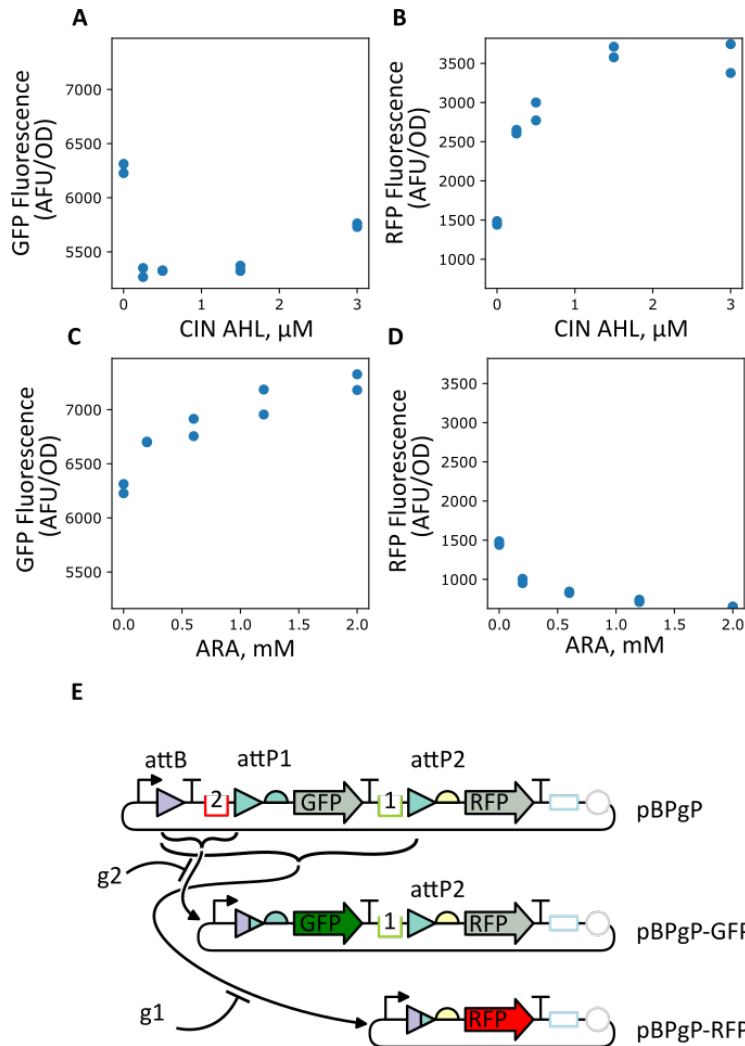 A
B
GFP Fluorescence
(AFU/OD)
7000
6500
6000
5500
0
1
2
3
CIN AHL, µM
RFP Fluorescence
(AFU/OD)
3500
3000
2500
2000
1500
1000
0
1
2
3
CIN AHL, µM
C
D
GFP Fluorescence
(AFU/OD)
7000
6500
6000
5500
0.0
0.5
1.0
1.5
2.0
ARA, mM
RFP Fluorescence
(AFU/OD)
3500
3000
2500
2000
1500
1000
0.0
0.5
1.0
1.5
2.0
ARA, mM
E
attB
attP1
attP2
2
GFP
1
RFP
pBPgP
g2
attP2
GFP
1
RFP
pBPgP-GFP
g1
RFP
pBPgP-RFP